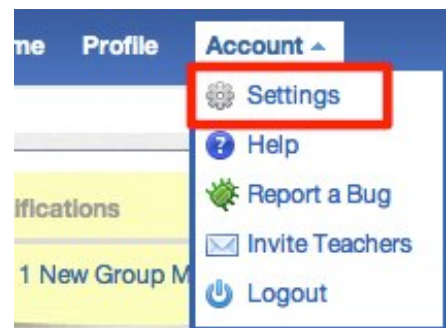 me Profile Account
Settings
Help
ifications
Report a Bug
Invite Teachers
1 New Group M
Logout